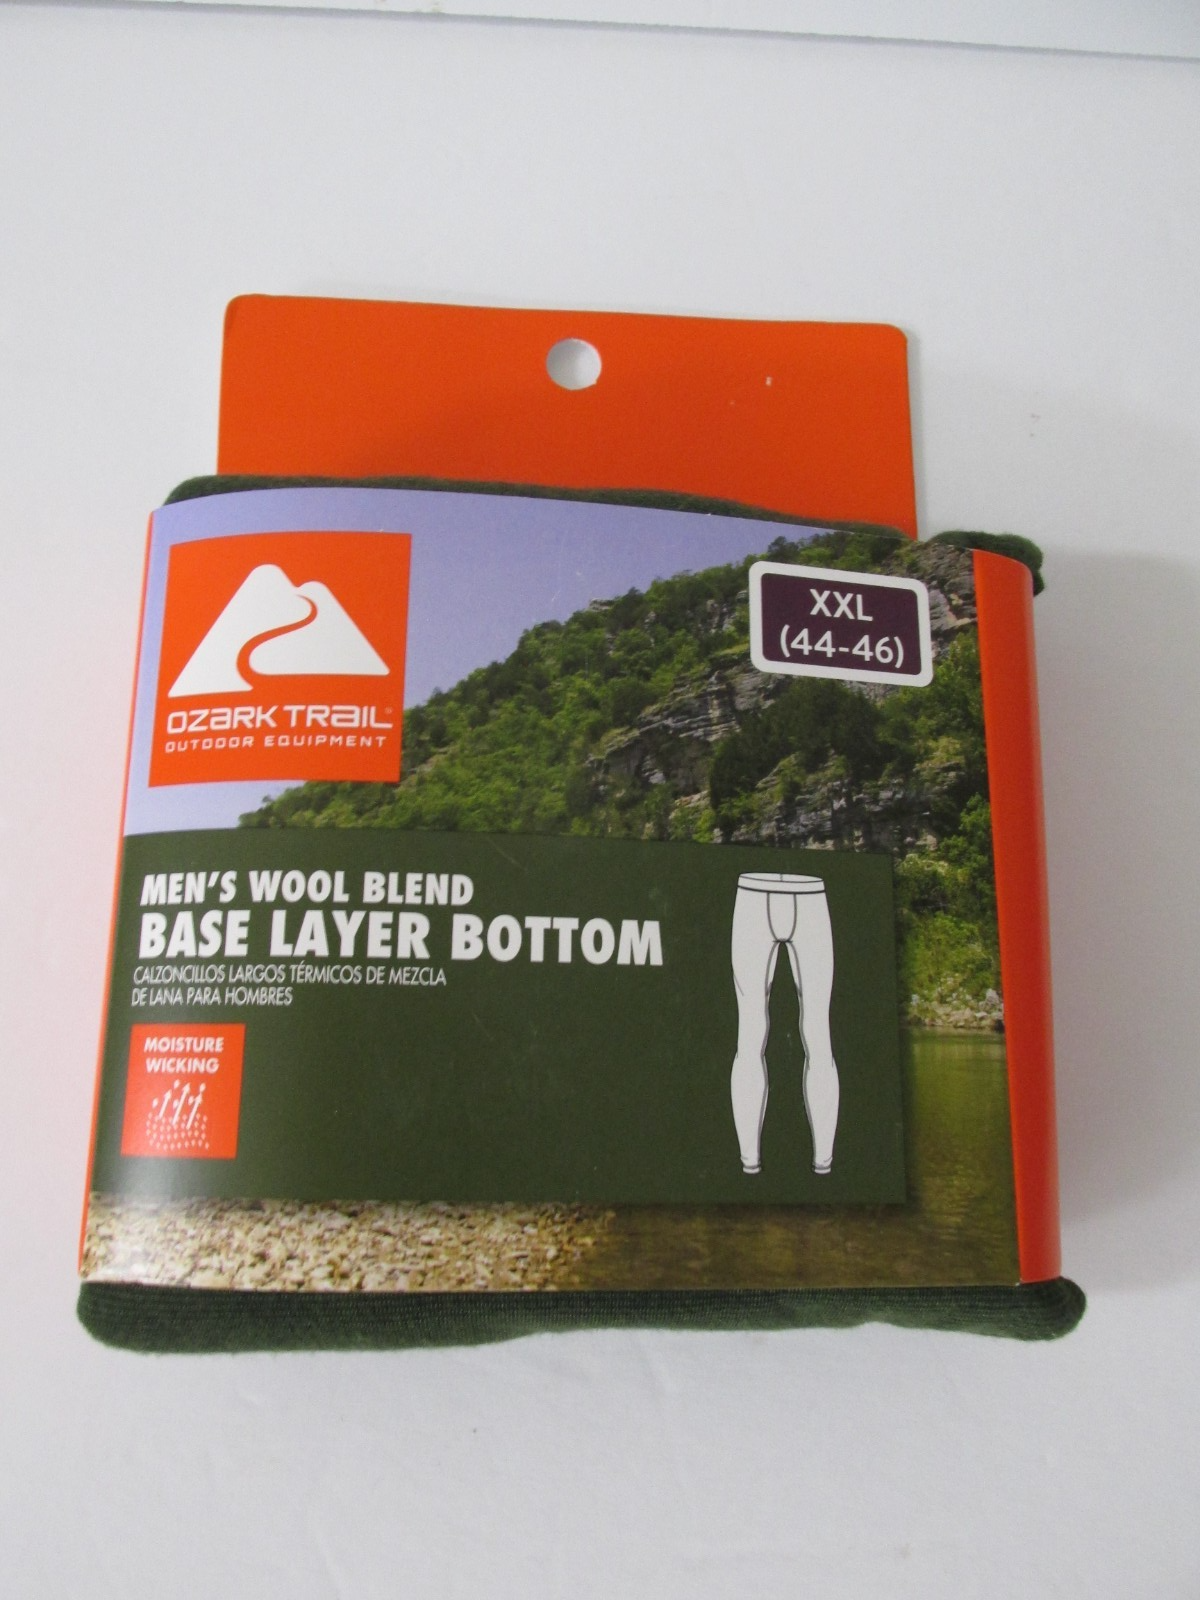 XXL
(44-46)
OZARK TRAIL®
OUTDOOR EQUIPMENT
MEN'S WOOL BLEND
BASE LAYER BOTTOM
CALZONCILLOS LARGOS TÉRMICOS DE MEZCLA
DE LANA PARA HOMBRES
MOISTURE
WICKING